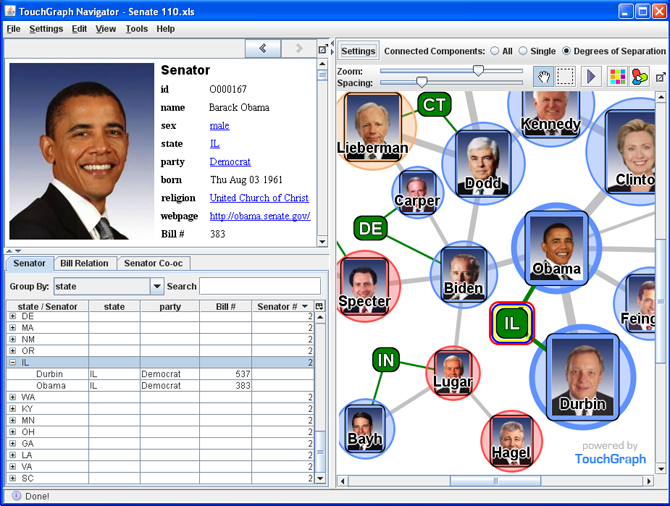 TouchGraph Navigator - Senate 110.xls
File Settings Edit View Tools Help
Senator
id O000167
name Barack Obama
sex male
state IL
party Democrat
born Thu Aug 03 1961
religion United Church of Christ
webpage http://obama.senate.gov/
Bill # 383
Senator Bill Relation Senator Co-oc
Group By: state Search
state / Senator state party Bill # Senator #
DE 2
MA 2
NM 2
OR 2
IL 2
Durbin IL Democrat 537
Obama IL Democrat 383
WA 2
KY 2
MN 2
OH 2
GA 2
LA 2
VA 2
SC 2
Settings Connected Components: All Single Degrees of Separation
Zoom:
Spacing:
CT
Kennedy
Lieberman
Dodd
Clinto
Carper
DE
Obama
Specter
Biden
Feing
IL
IN
Lugar
Durbin
Bayh
Hagel
powered by
TouchGraph
Done!